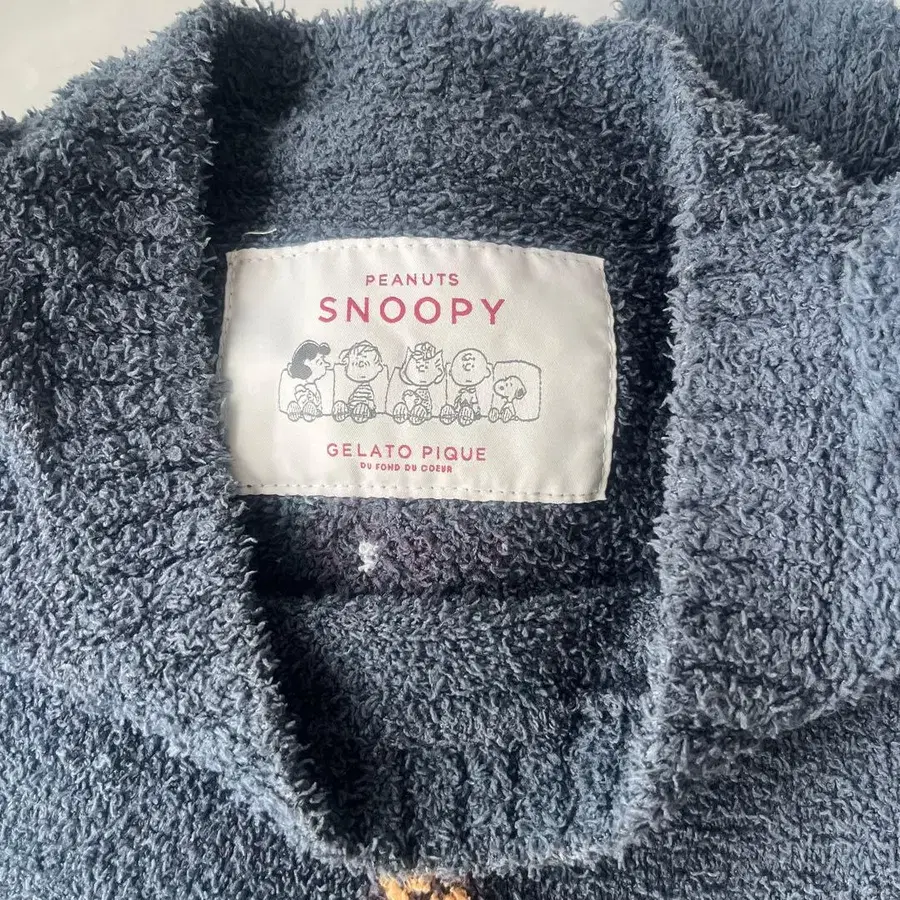 PEANUTS
SNOOPY
GELATO PIQUE
DU FOND DU COEUR